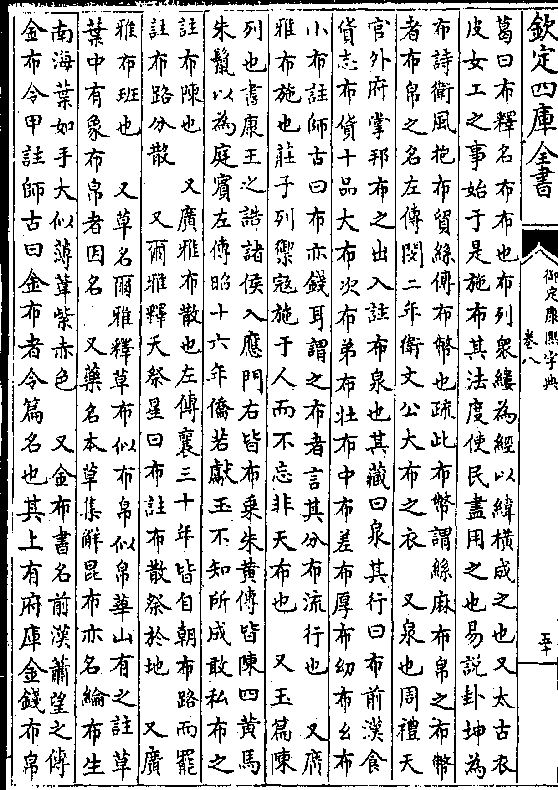 欽定四庫全書
御定康熙字典
卷八
葛曰布釋名布布也布列衆縷為經以緯橫成之也又太古衣
皮女工之事始于是施布其法度使民盡用之也易説卦坤為
布詩衛風抱布貿絲傳布幣也疏此布幣謂絲麻布帛之布幣
者布帛之名左傳閔二年衛文公大布之衣　又泉也周禮天
官外府掌邦布之出入註布泉也其藏曰泉其行曰布前漢食
貨志布貨十品大布次布弟布壯布中布差布厚布幼布幺布
小布註師古曰布亦錢耳謂之布者言其分布流行也　又廣
雅布施也莊子列禦寇施于人而不忘非天布也　又玉篇陳
列也書康王之誥諸侯入應門右皆布乗朱黃傳皆陳四黃馬
朱鬛以為庭賓左傳昭十六年僑若獻玉不知所成敢私布之
註布陳也　又廣雅布散也左傳襄三十年皆自朝布路而罷
註布路分散　又爾雅釋天祭星曰布註布散祭於地　又廣
雅布班也　又草名爾雅釋草布似布帛似帛華山有之註草
葉中有象布帛者因名　又藥名本草集解昆布亦名綸布生
南海葉如手大似薄葦紫赤色　又金布書名前漢蕭望之傳
金布令甲註師古曰金布者令篇名也其上有府庫金錢布帛